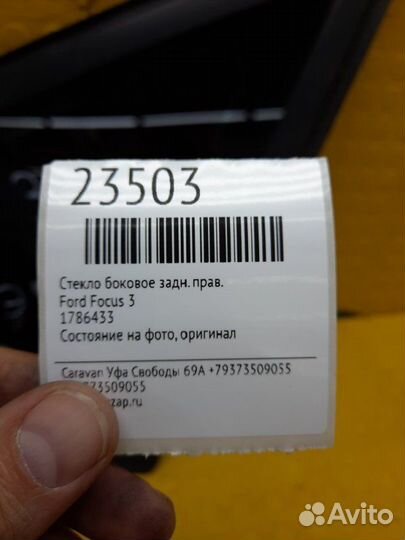 23503
Стекло боковое задн. прав.
Ford Focus 3
1786433
Состояние на фото, оригинал
Caravan Уфа Свободы 69А +79373509055
73509055
zap.ru
Avito